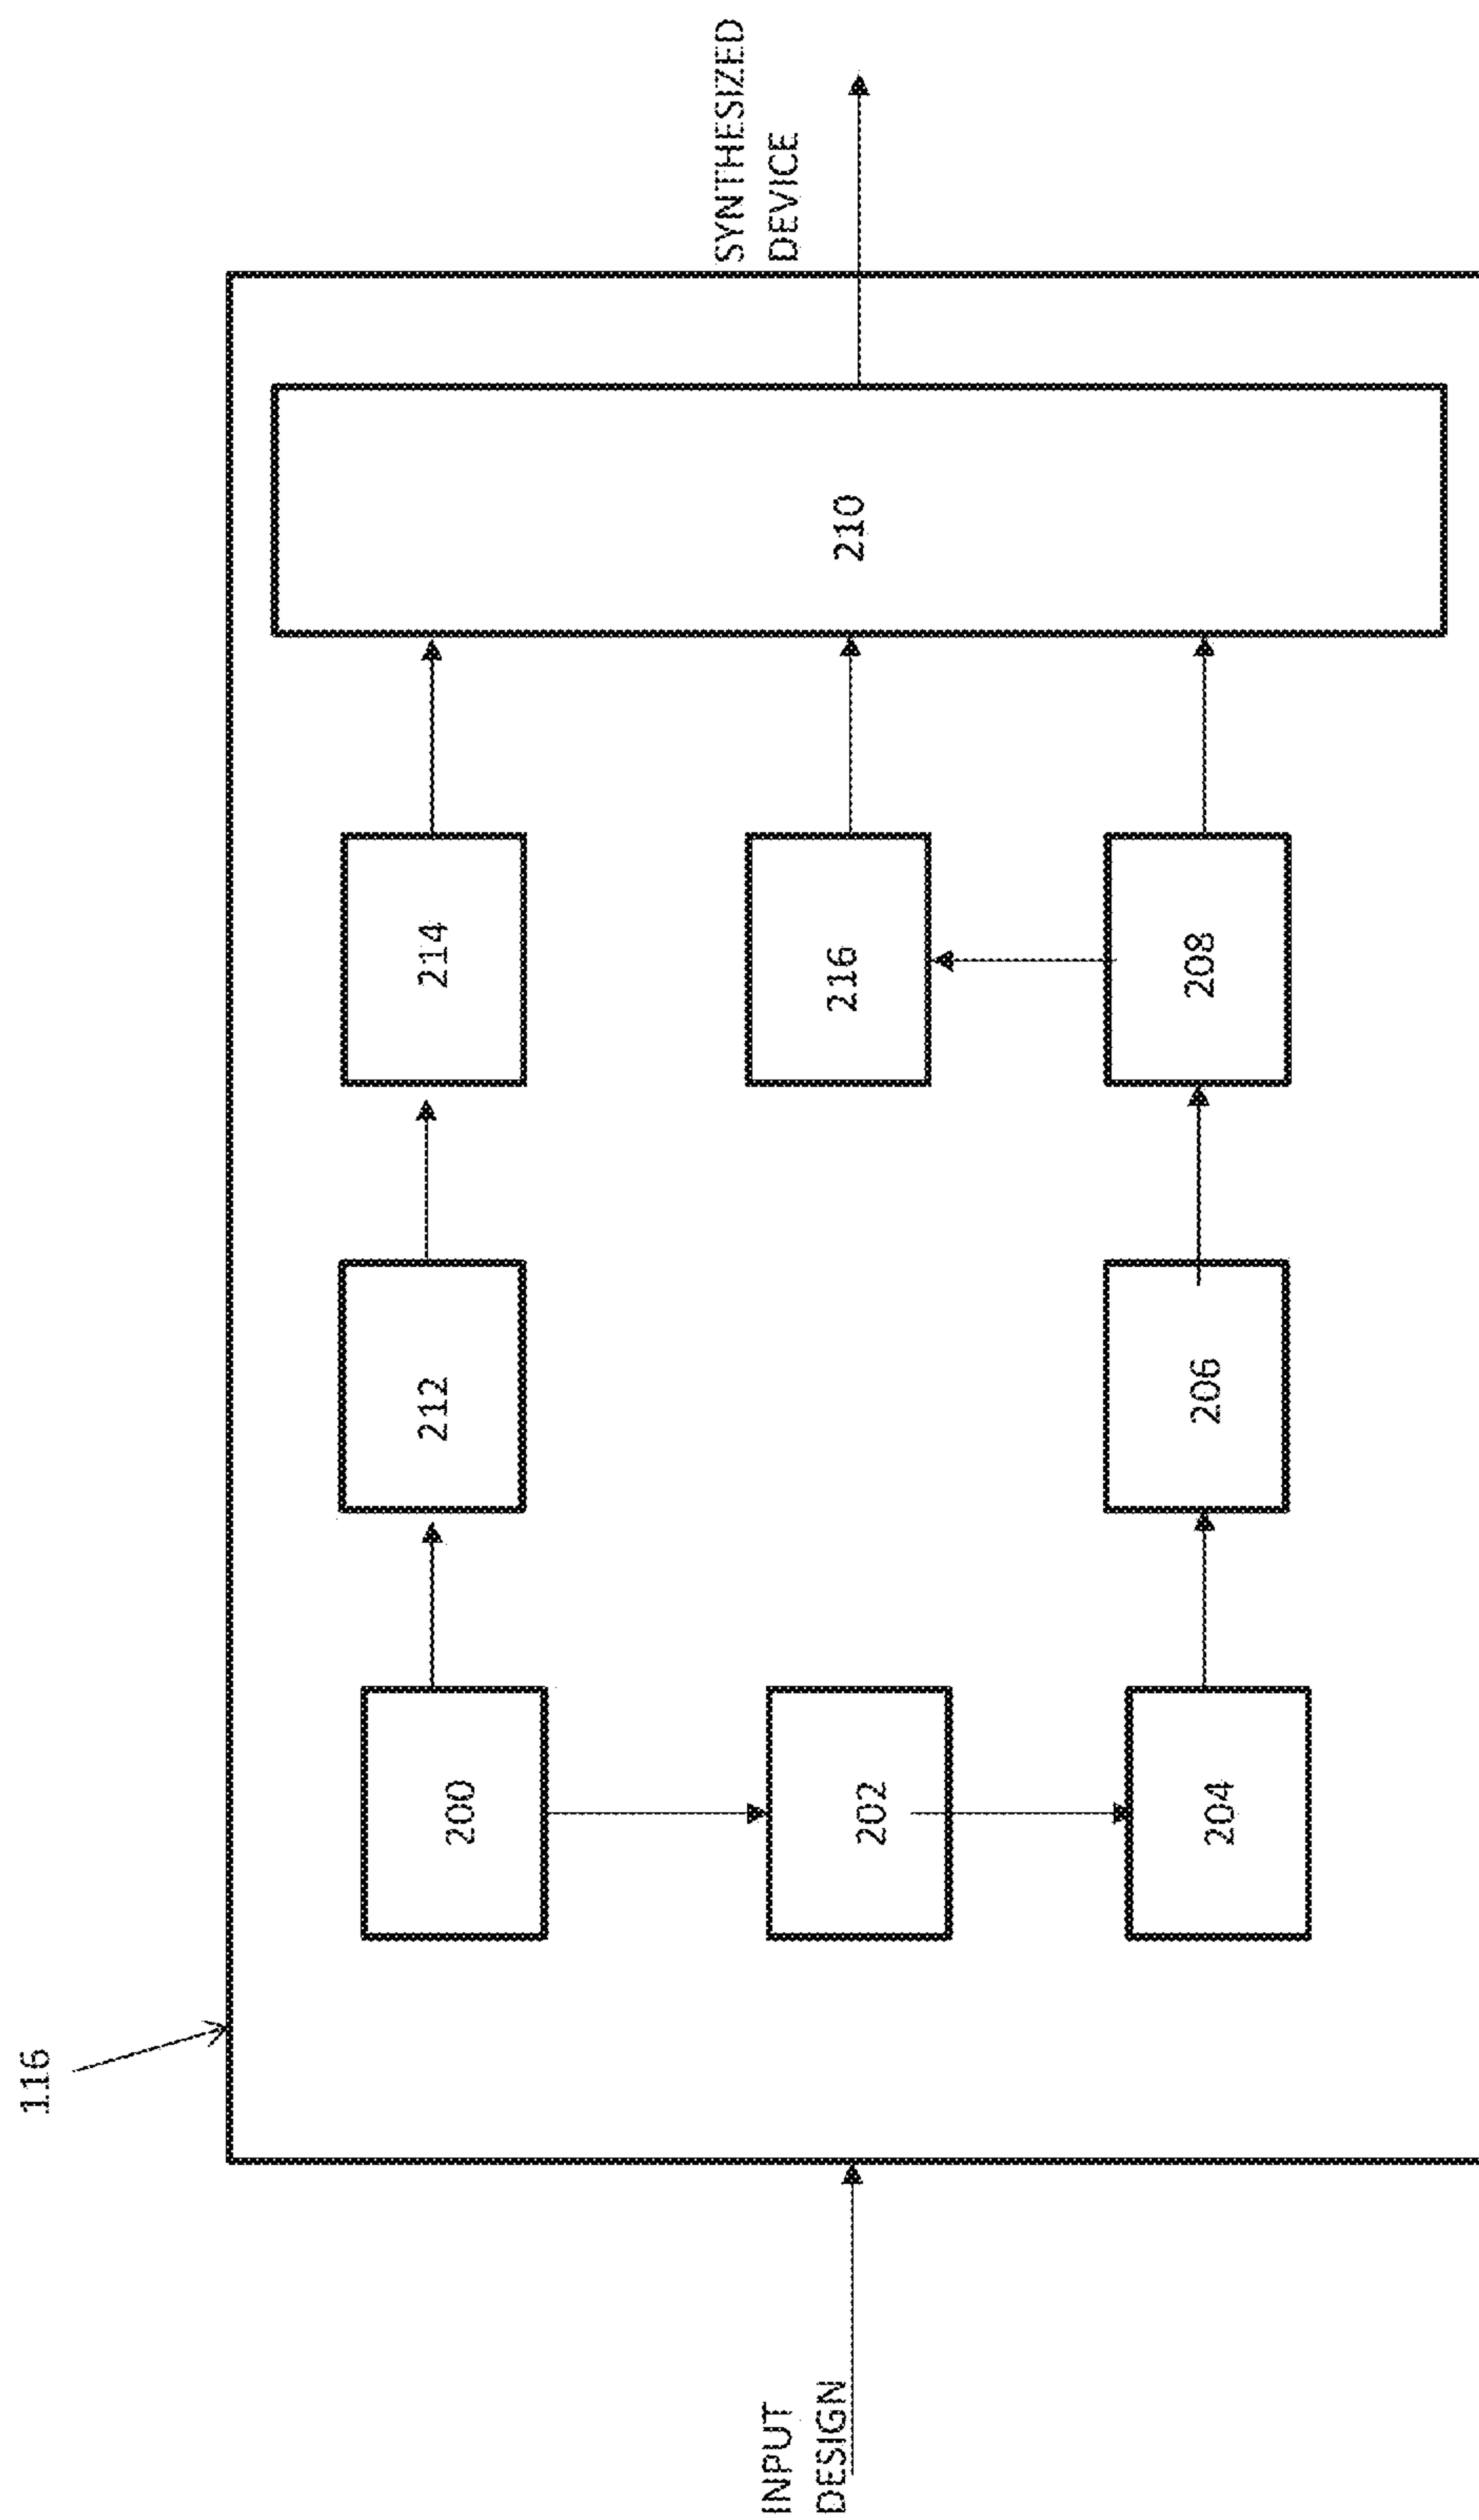 116
INPUT
DESIGN
200
212
214
202
216
204
206
208
210
SYNTHESIZED
DEVICE